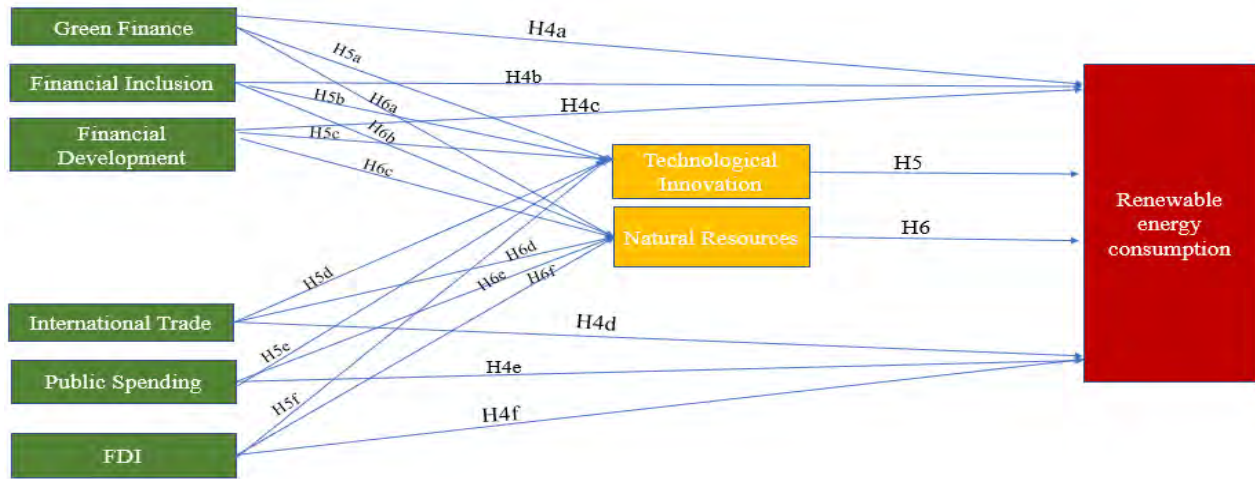 Green Finance
H4a
H5a
Financial Inclusion
H4b
H5b
H6a
H4c
Financial
Development
H5c
H6b
H6c
Technological
Innovation
H5
Natural Resources
H6
Renewable
energy
consumption
H5d
H6d
H6e
H6f
International Trade
H4d
H5e
Public Spending
H4e
H5f
H4f
FDI